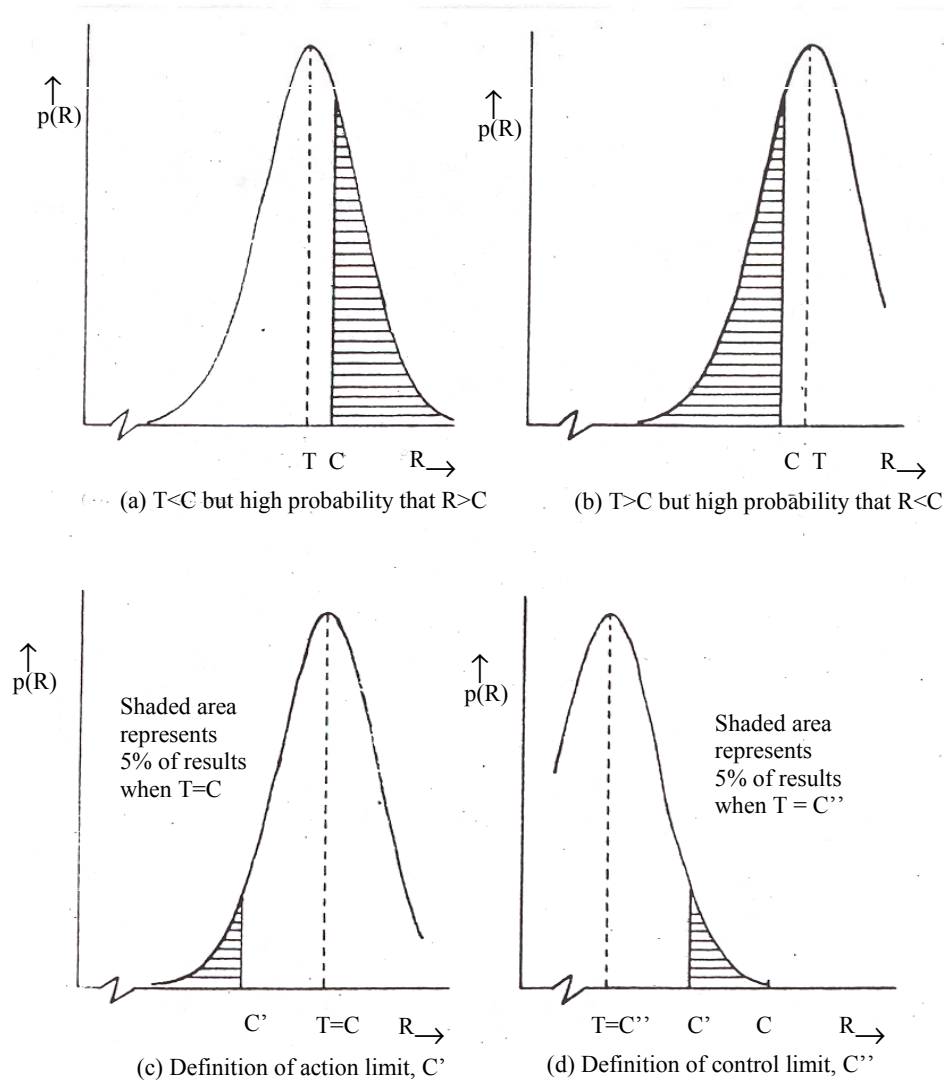 ↑
p(R)
T C R→
(a) T<C but high probability that R>C
↑
p(R)
C T R→
(b) T>C but high probability that R<C
↑
p(R)
Shaded area
represents
5% of results
when T=C
C’ T=C R→
(c) Definition of action limit, C’
↑
p(R)
Shaded area
represents
5% of results
when T = C’’
T=C’’ C’ C R→
(d) Definition of control limit, C’’